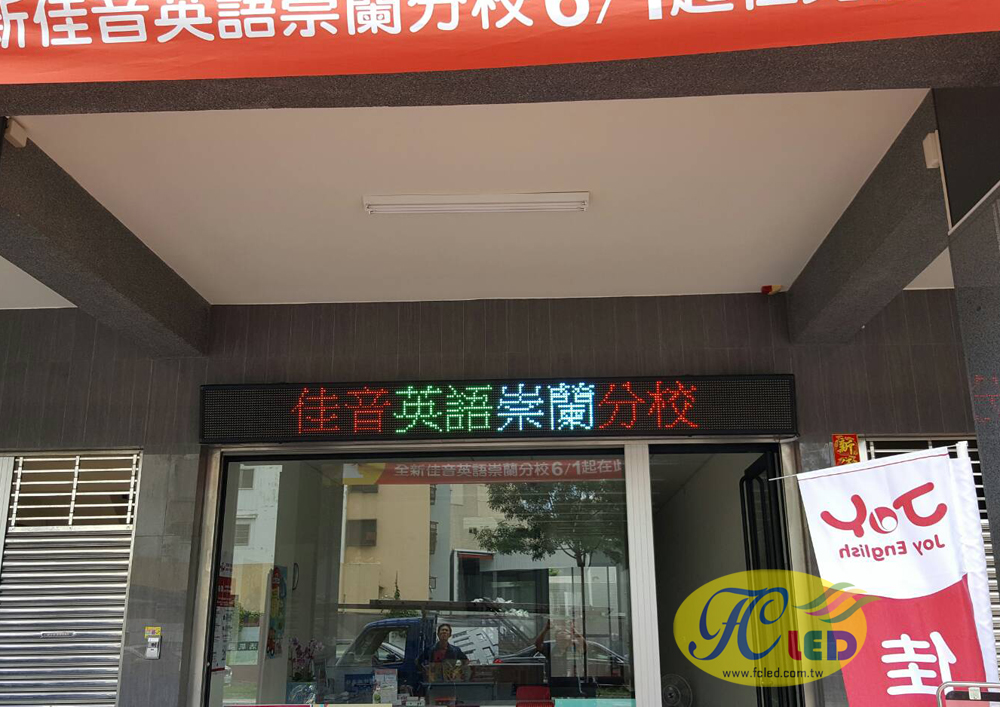 新佳音英語崇蘭分校6/1起在
佳音英語崇蘭分校
全新佳音英語崇蘭分校6/1起在此
新
Joy
Joy English
佳
FC LED
www.fcled.com.tw